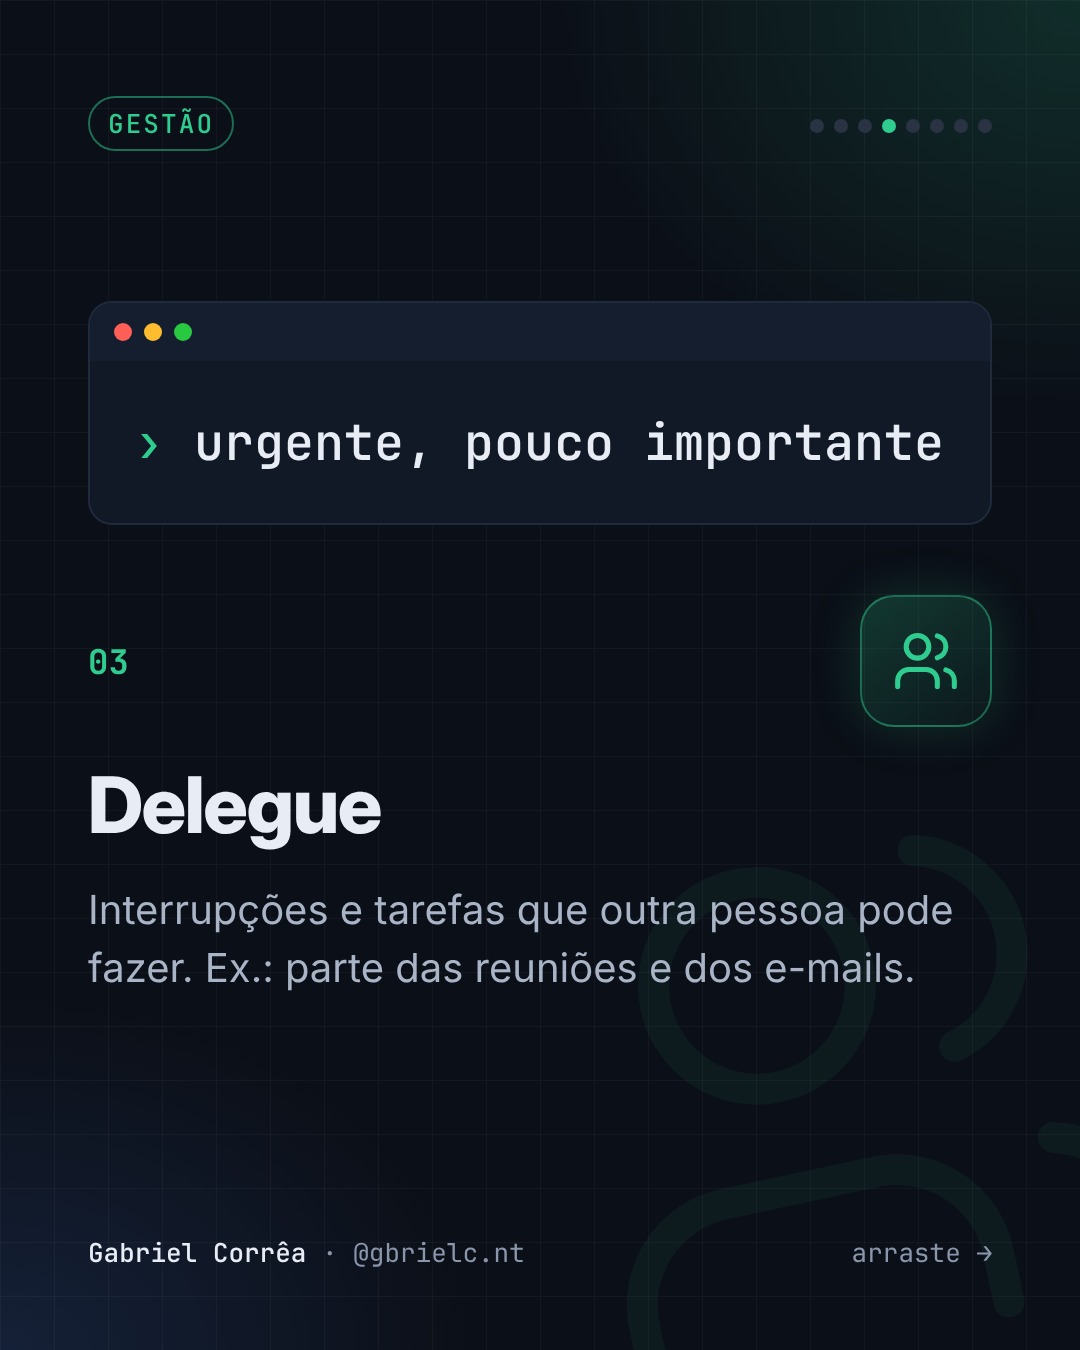 GESTÃO
› urgente, pouco importante
03
Delegue
Interrupções e tarefas que outra pessoa pode
fazer. Ex.: parte das reuniões e dos e-mails.
Gabriel Corrêa · @gbrielc.nt
arraste →